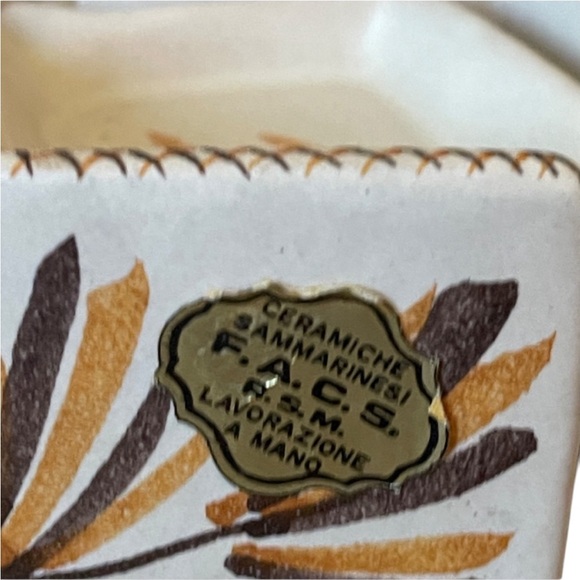 CERAMICHE
SAMMARINESI
F.A.C.S.
R.S.M.
LAVORAZIONE
A MANO